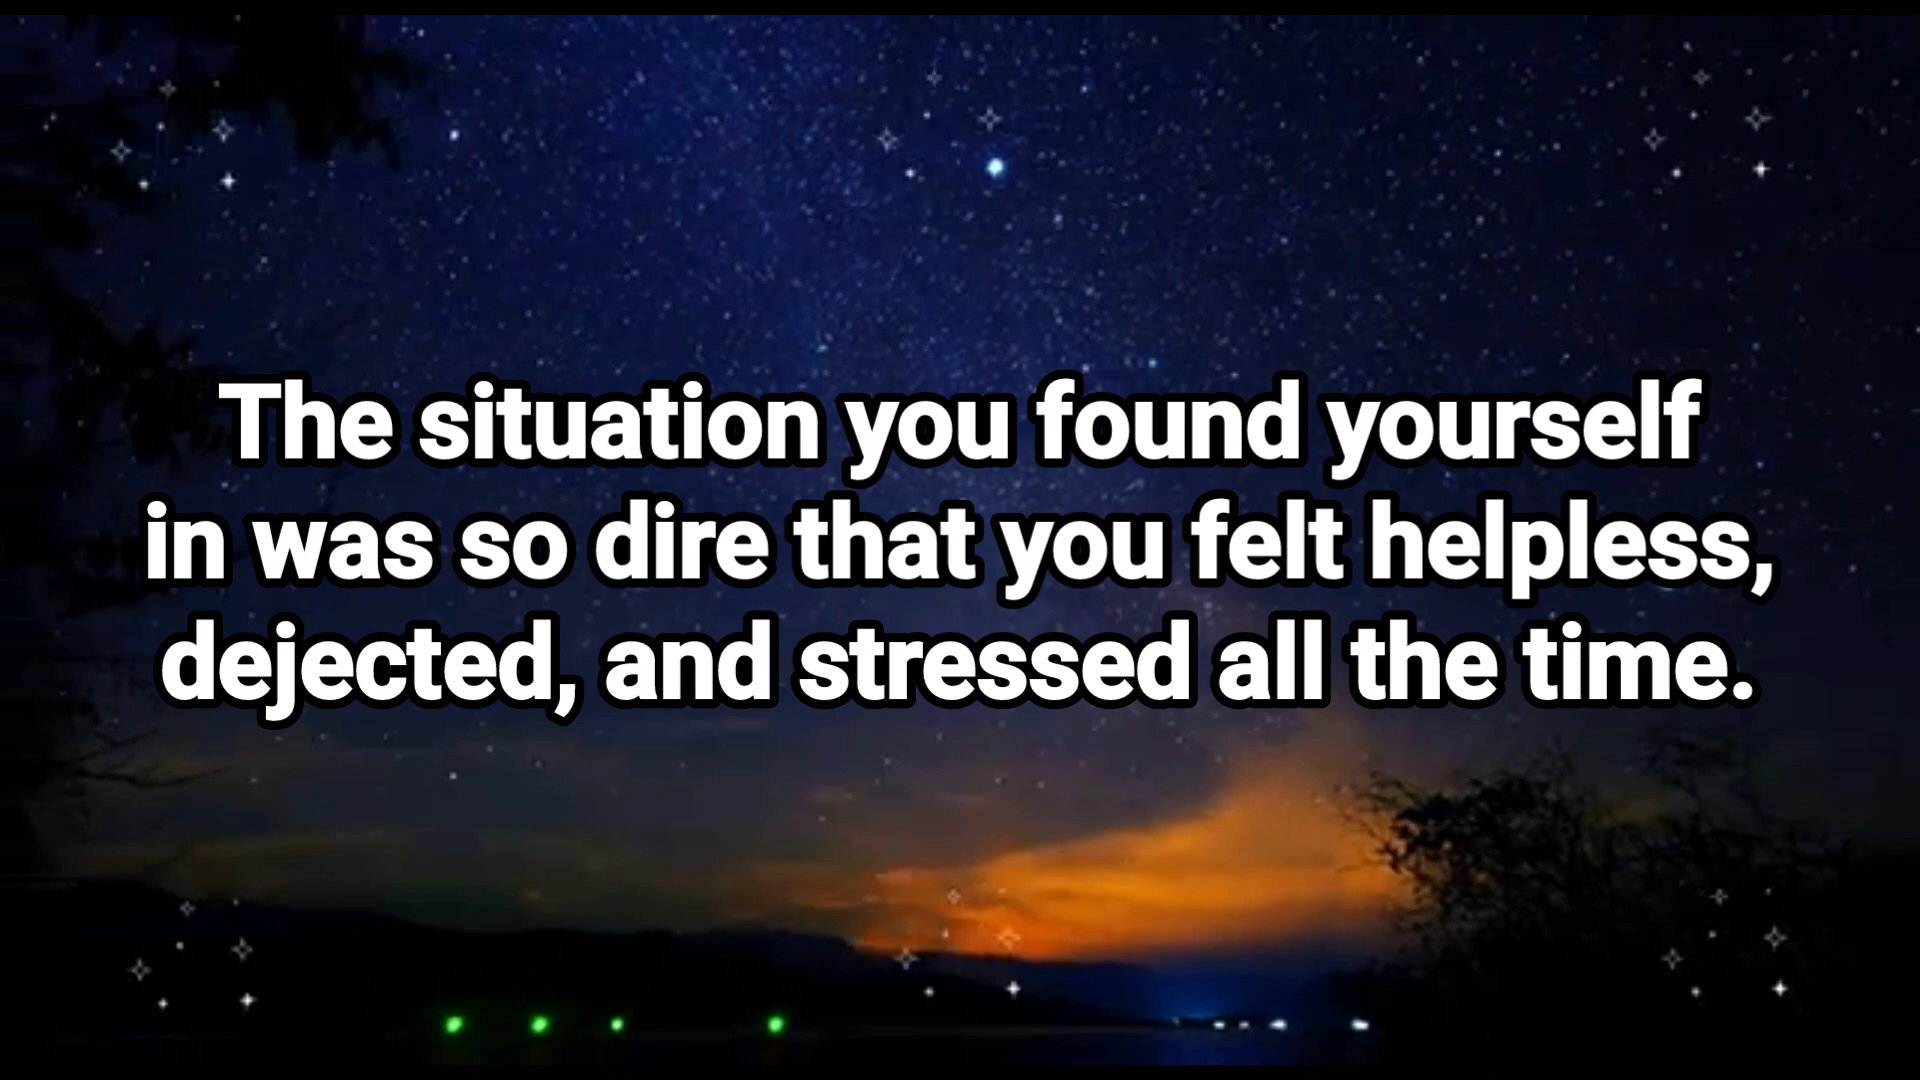 The situation you found yourself
in was so dire that you felt helpless,
dejected, and stressed all the time.